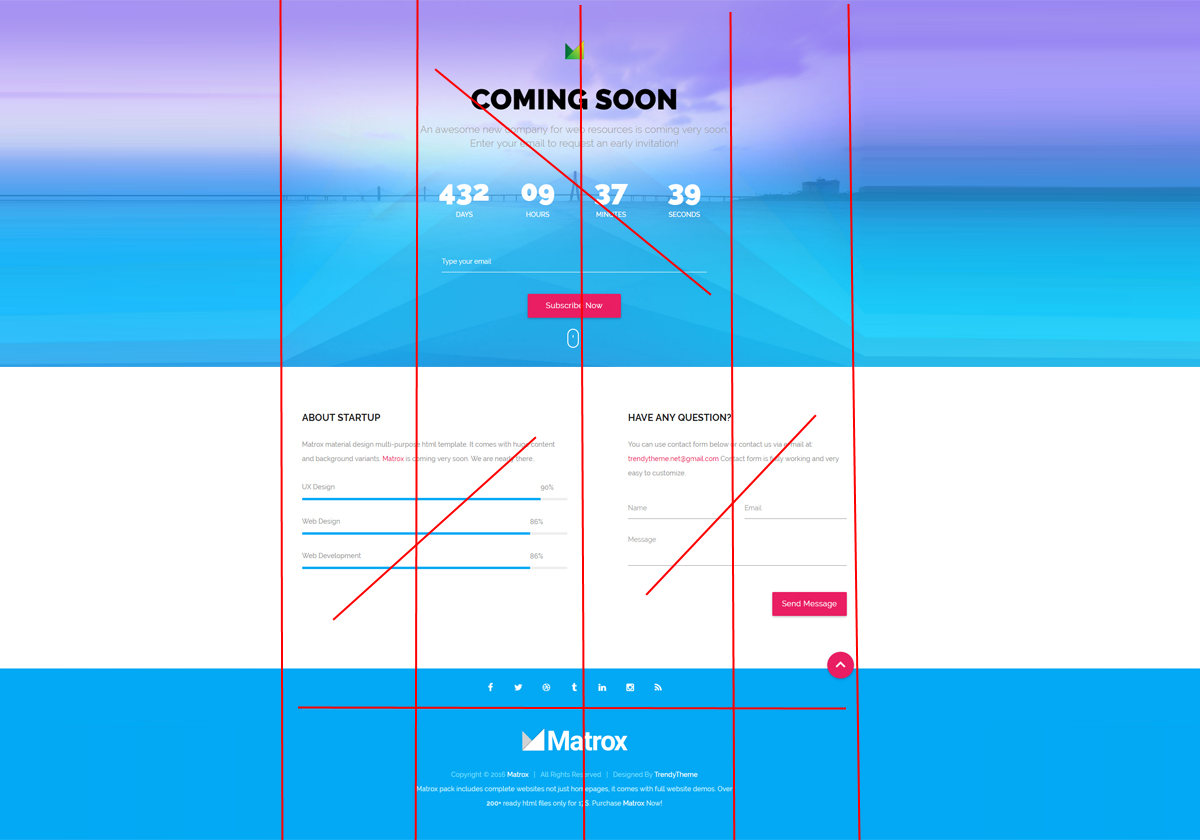 COMING SOON
An awesome new company for web resources is coming very soon.
Enter your email to request an early invitation!
432 09 37 39
DAYS HOURS MINUTES SECONDS
Type your email
Subscribe Now
ABOUT STARTUP
Matrox material design multi-purpose html template. It comes with huge content
and background variants. Matrox is coming very soon. We are nearly there..
UX Design 90%
Web Design 86%
Web Development 86%
HAVE ANY QUESTION?
You can use contact form below or contact us via e-mail at
trendytheme.net@gmail.com Contact form is fully working and very
easy to customize.
Name Email
Message
Send Message
Matrox
Copyright © 2016 Matrox | All Rights Reserved | Designed By TrendyTheme
Matrox pack includes complete websites not just homepages, it comes with full website demos. Over
200+ ready html files only for Purchase Matrox Now!